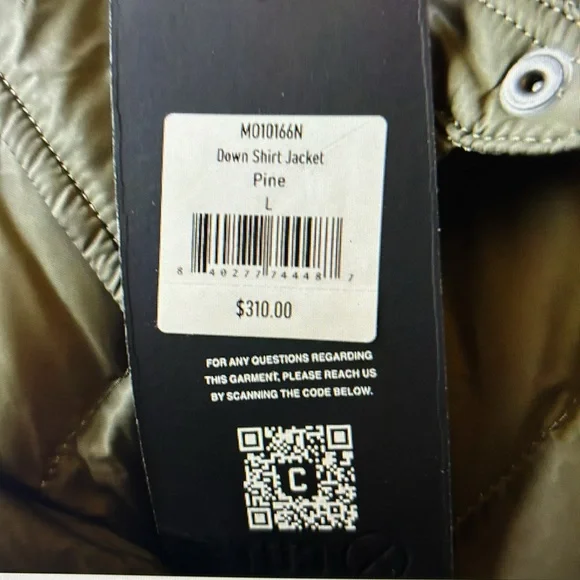 M010166N
Down Shirt Jacket
Pine
L
8 40277 74448 7
$310.00
FOR ANY QUESTIONS REGARDING
THIS GARMENT, PLEASE REACH US
BY SCANNING THE CODE BELOW.
C